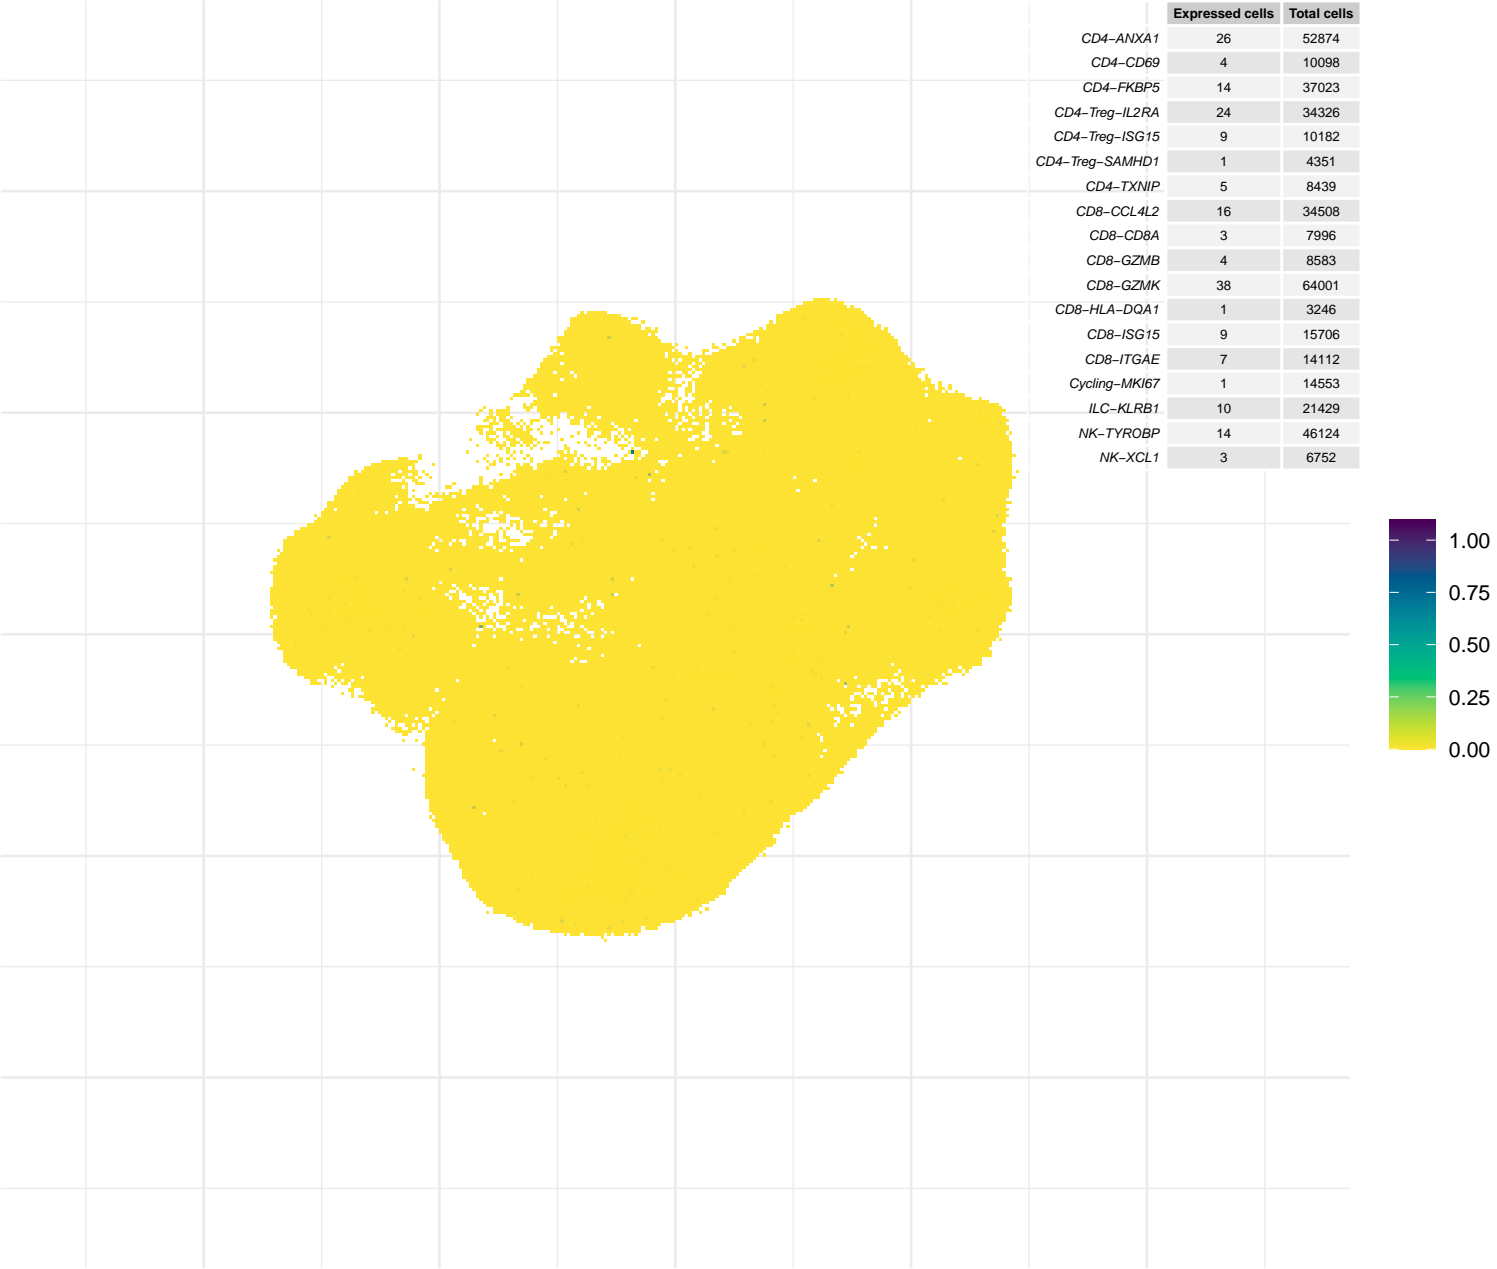 Expressed cells Total cells
CD4−ANXA1 26 52874
CD4−CD69 4 10098
CD4−FKBP5 14 37023
CD4−Treg−IL2RA 24 34326
CD4−Treg−ISG15 9 10182
CD4−Treg−SAMHD1 1 4351
CD4−TXNIP 5 8439
CD8−CCL4L2 16 34508
CD8−CD8A 3 7996
CD8−GZMB 4 8583
CD8−GZMK 38 64001
CD8−HLA−DQA1 1 3246
CD8−ISG15 9 15706
CD8−ITGAE 7 14112
Cycling−MKI67 1 14553
ILC−KLRB1 10 21429
NK−TYROBP 14 46124
NK−XCL1 3 6752
1.00
0.75
0.50
0.25
0.00